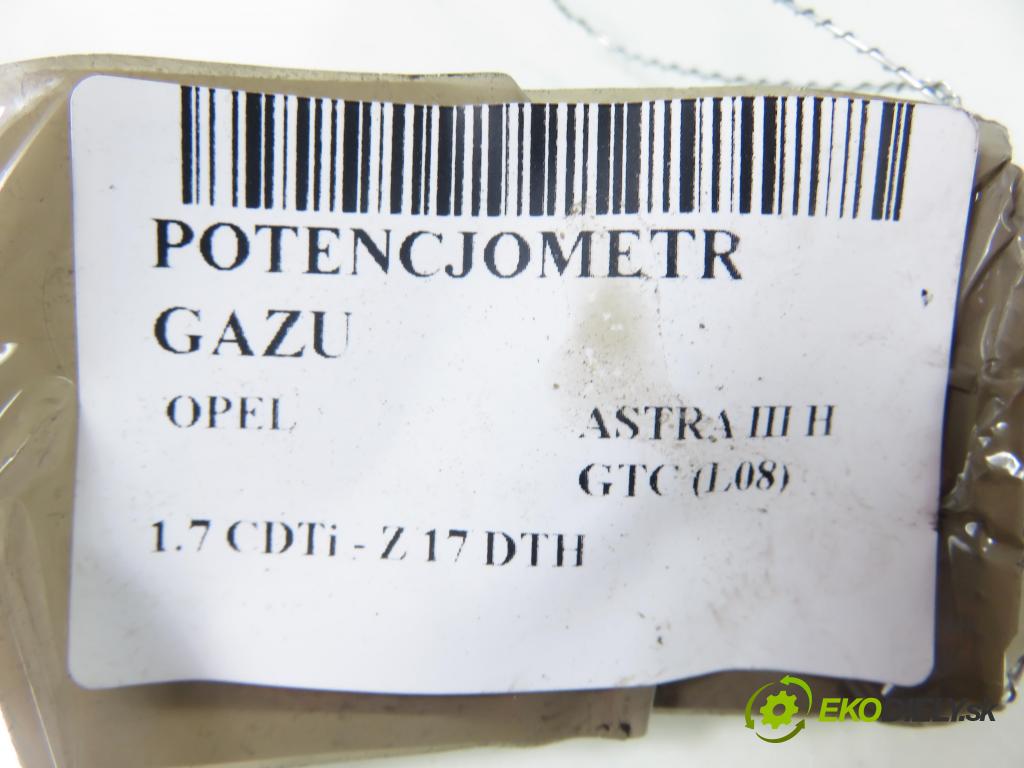 POTENCJOMETR
GAZU
OPEL
ASTRA III H
GTC (L08)
1.7 CDTi - Z 17 DTH
EKODIELY.SK